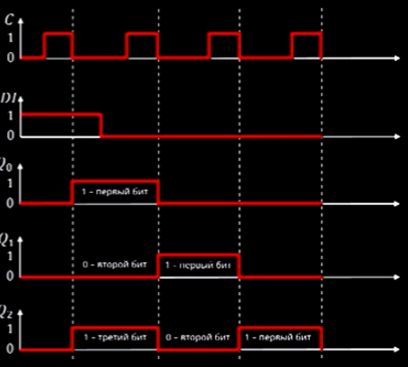 C
1
0
DI
1
0
Q0
1
0
1 - первый бит
Q1
1
0
0 - второй бит
1 - первый бит
Q2
1
0
1 - третий бит
0 - второй бит
1 - первый бит